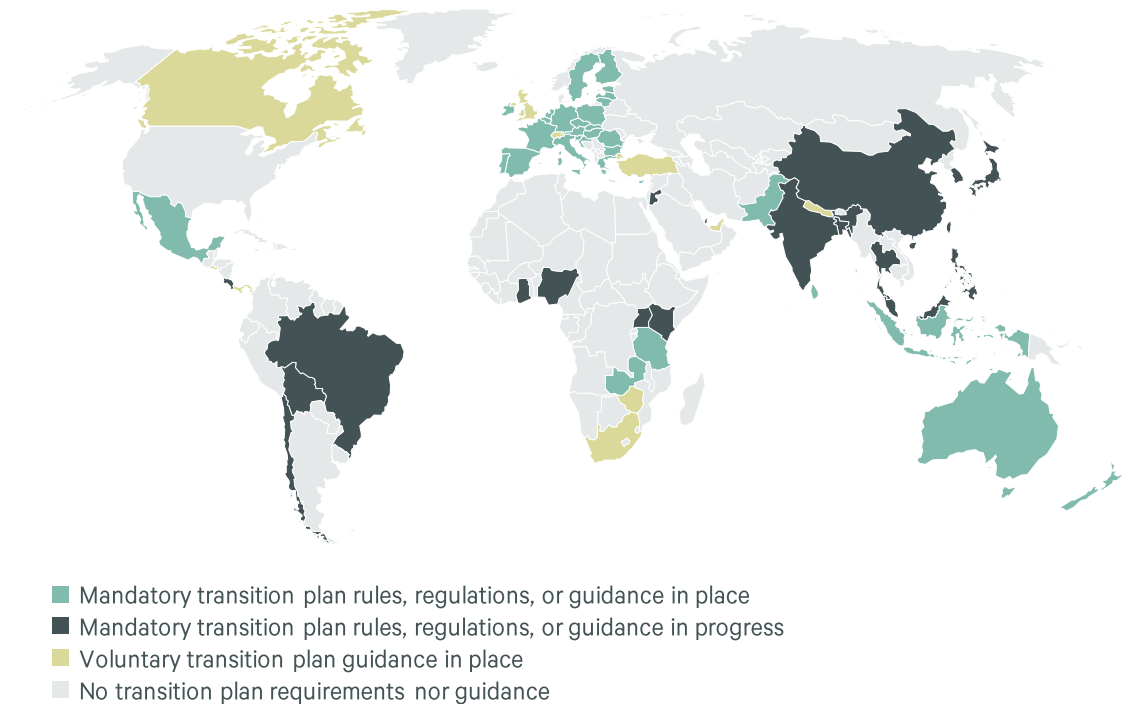 Mandatory transition plan rules, regulations, or guidance in place
Mandatory transition plan rules, regulations, or guidance in progress
Voluntary transition plan guidance in place
No transition plan requirements nor guidance